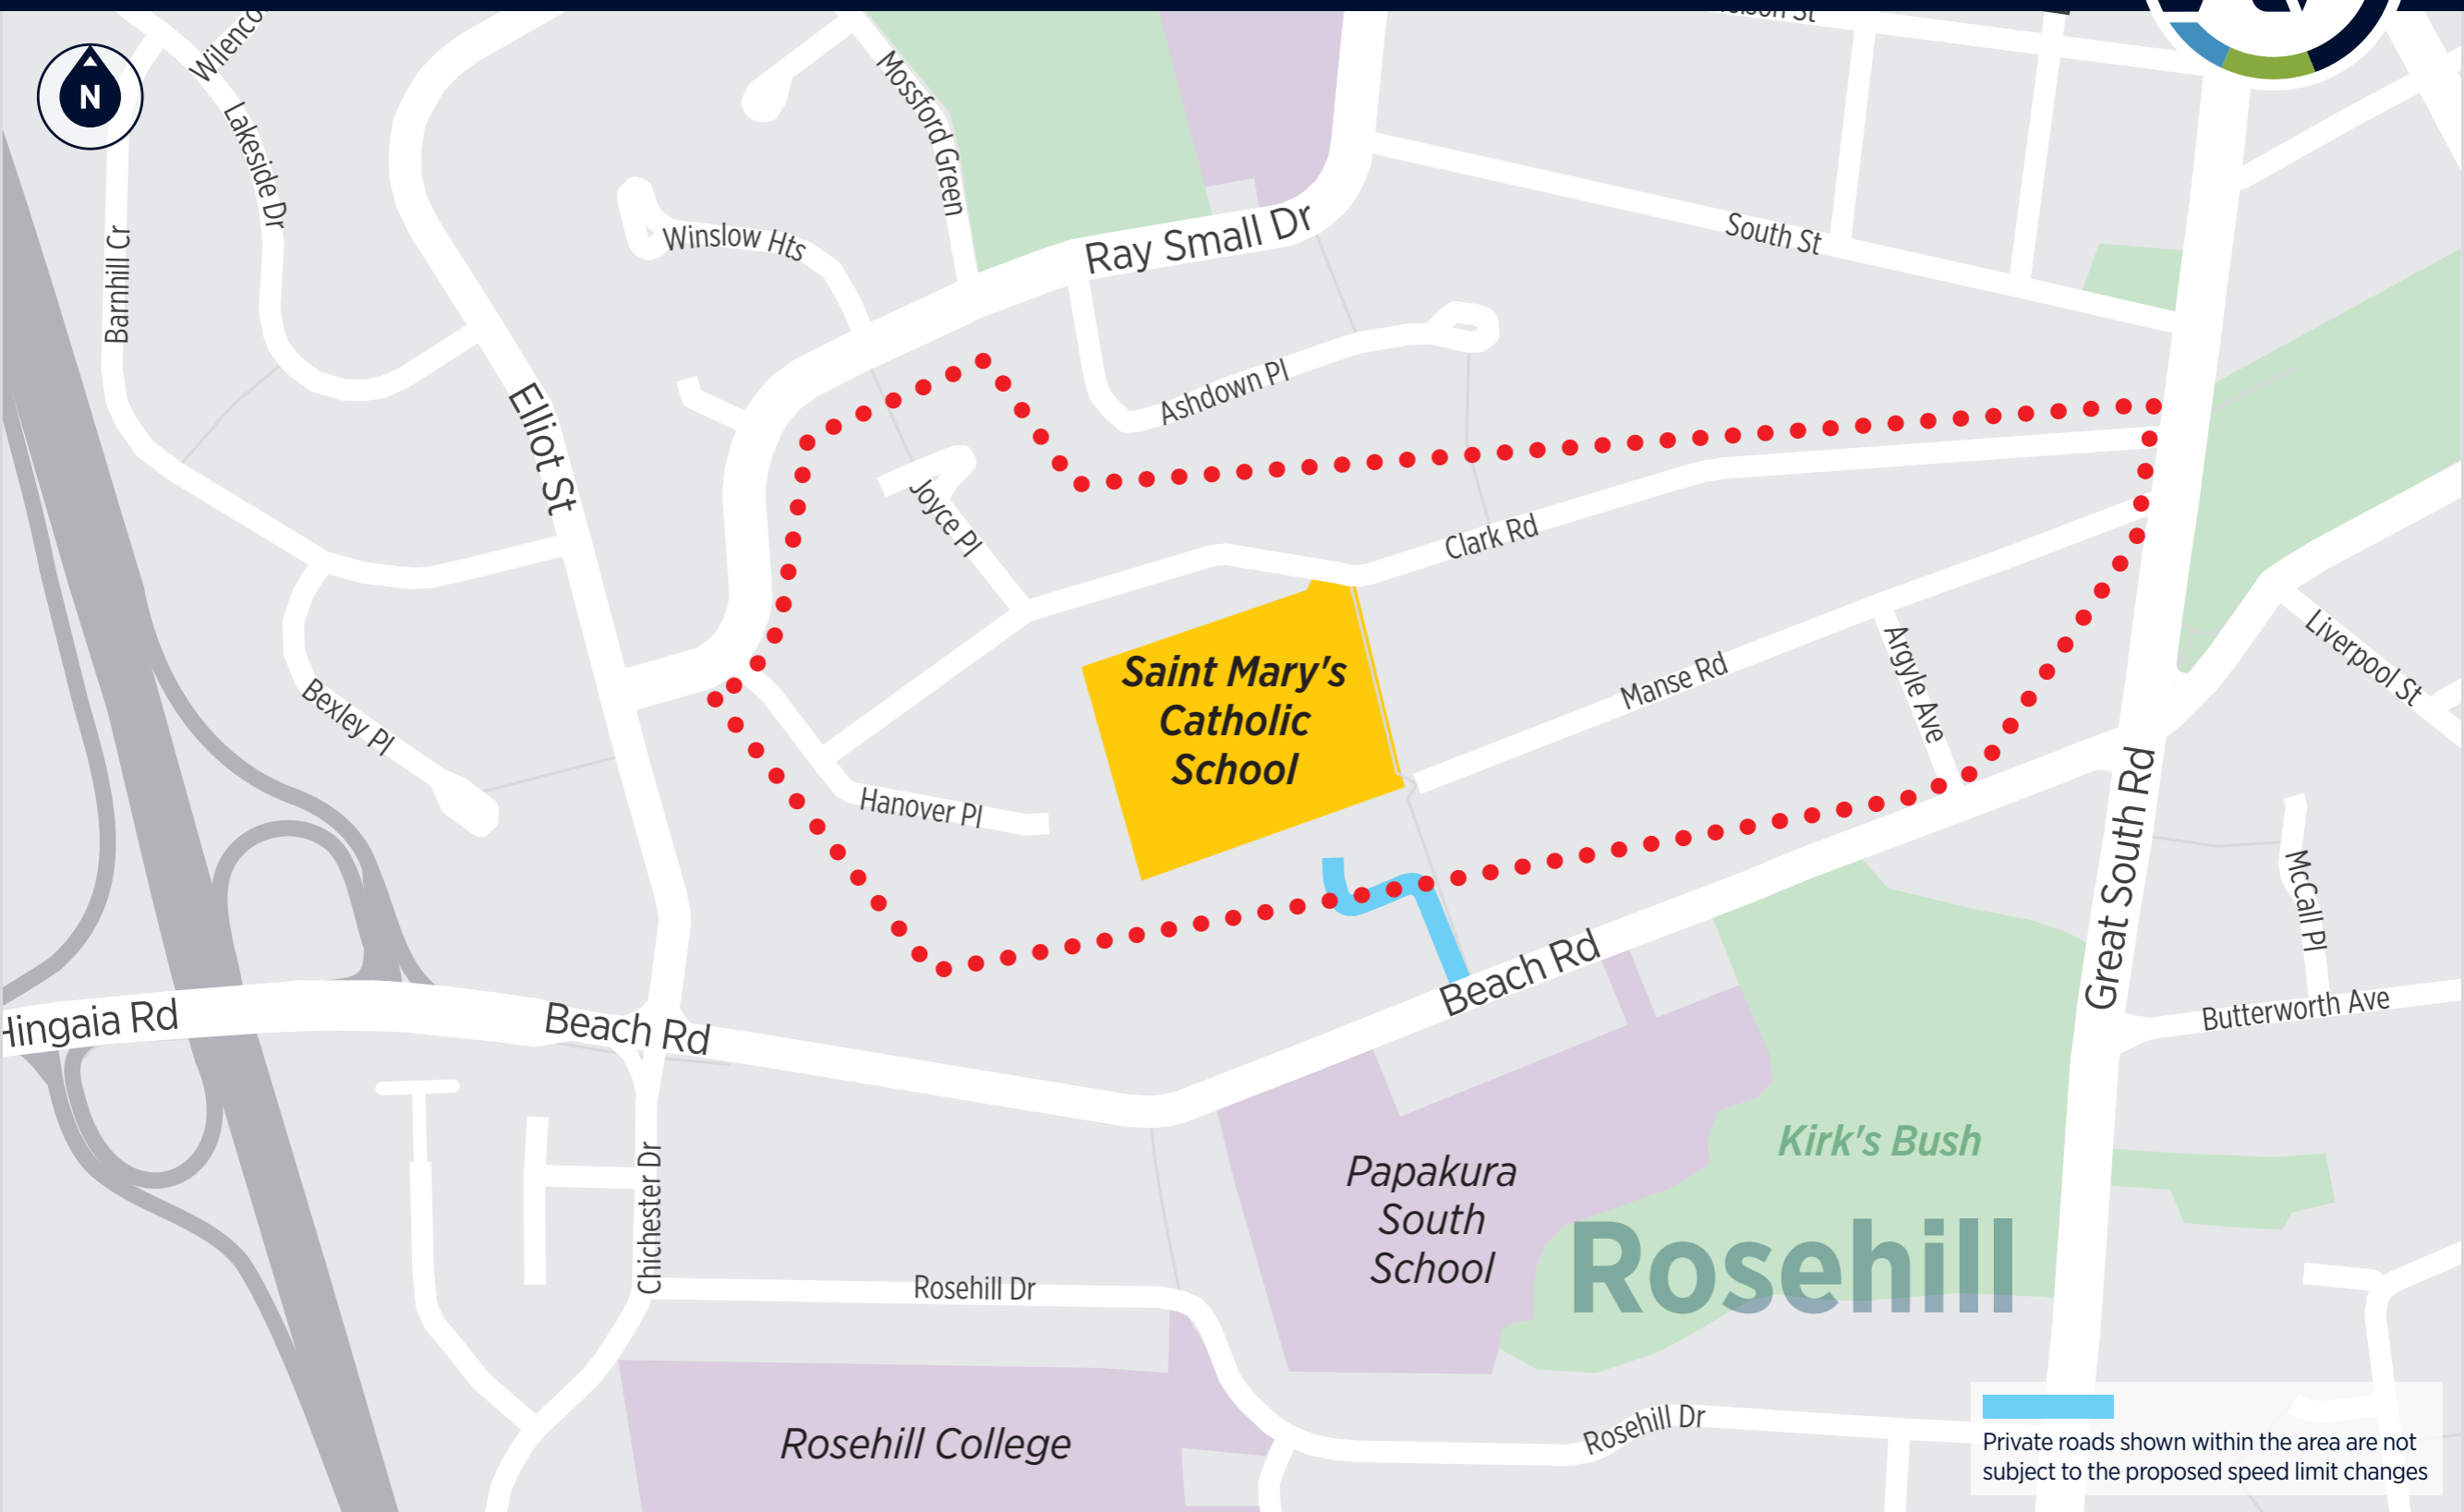 N
Lakeside Dr
Barnhill Cr
Mossford Green
Winslow Hts
Ray Small Dr
South St
Elliot St
Ashdown Pl
Joyce Pl
Clark Rd
Saint Mary's
Catholic
School
Manse Rd
Argyle Ave
Liverpool St
Bexley Pl
Hanover Pl
Great South Rd
McCall Pl
Beach Rd
Hingaia Rd
Beach Rd
Butterworth Ave
Kirk's Bush
Papakura
South
School
Chichester Dr
Rosehill
Rosehill Dr
Rosehill College
Rosehill Dr
Private roads shown within the area are not
subject to the proposed speed limit changes